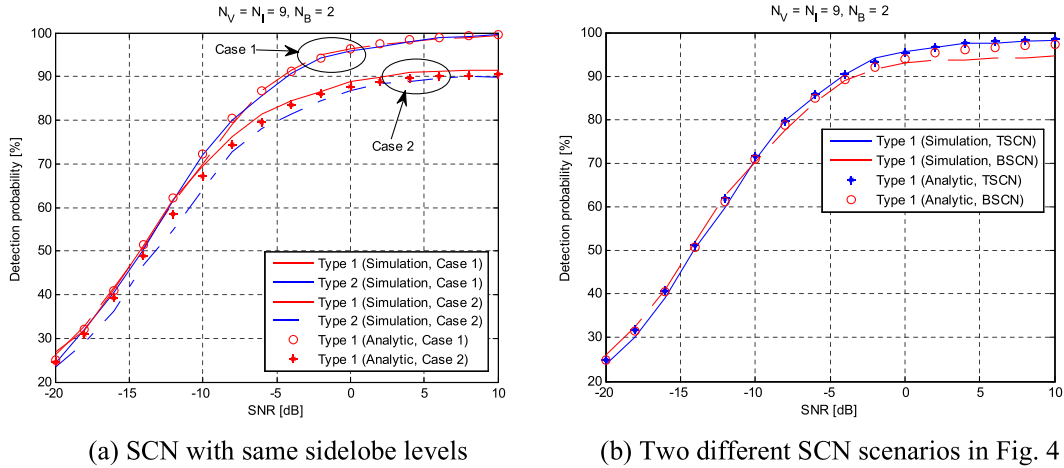 N_V = N_I = 9, N_B = 2
Detection probability [%]
100
90
80
70
60
50
40
30
20
-20
-15
-10
-5
0
5
10
SNR [dB]
Case 1
Case 2
Type 1 (Simulation, Case 1)
Type 2 (Simulation, Case 1)
Type 1 (Simulation, Case 2)
Type 2 (Simulation, Case 2)
Type 1 (Analytic, Case 1)
Type 1 (Analytic, Case 2)
(a) SCN with same sidelobe levels
N_V = N_I = 9, N_B = 2
Detection probability [%]
100
90
80
70
60
50
40
30
20
-20
-15
-10
-5
0
5
10
SNR [dB]
Type 1 (Simulation, TSCN)
Type 1 (Simulation, BSCN)
Type 1 (Analytic, TSCN)
Type 1 (Analytic, BSCN)
(b) Two different SCN scenarios in Fig. 4